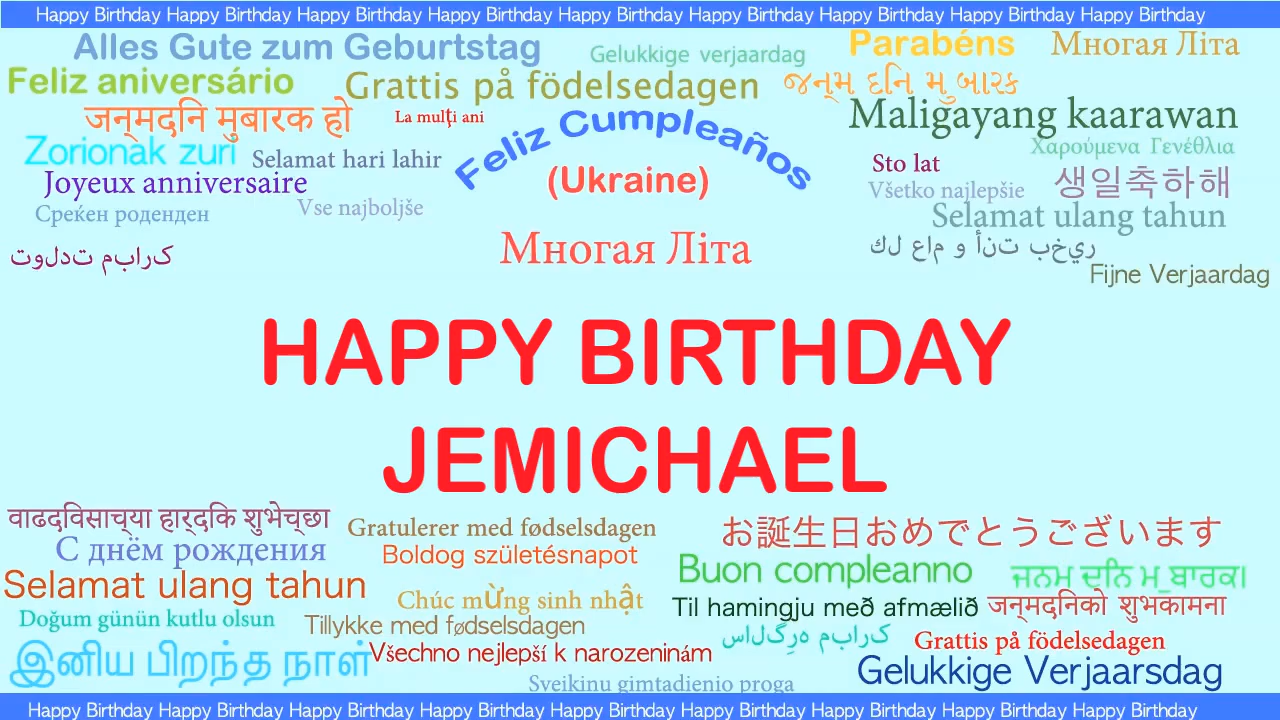 Happy Birthday Happy Birthday Happy Birthday Happy Birthday Happy Birthday Happy Birthday Happy Birthday Happy Birthday Happy Birthday
Alles Gute zum Geburtstag
Gelukkige verjaardag
Parabéns
Многая Літа
Feliz aniversário
Grattis på födelsedagen
જન્મ દનિ મુ બારક
जन्मदनि मुबारक हो
La mulţi ani
Feliz Cumpleaños
Maligayang kaarawan
Zorionak zuri
Selamat hari lahir
Χαρούμενα Γενέθλια
Sto lat
Joyeux anniversaire
(Ukraine)
Všetko najlepšie
생일축하해
Среќен роденден
Vse najboljše
Selamat ulang tahun
تولدت مبارک
Многая Літа
كل عام و أنت بخير
Fijne Verjaardag
HAPPY BIRTHDAY
JEMICHAEL
वाढदविसाच्या हार्दकि शुभेच्छा
Gratulerer med fødselsdagen
お誕生日おめでとうございます
С днём рождения
Boldog születésnapot
Buon compleanno
ਜਨਮ ਦਨਿ ਮੁਬਾਰਕ।
Selamat ulang tahun
Chúc mừng sinh nhật
Til hamingju með afmælið
जन्मदनिको शुभकामना
Doğum günün kutlu olsun
Tillykke med fødselsdagen
سالگرہ مبارک
Grattis på födelsedagen
இனிய பிறந்த நாள்
Všechno nejlepší k narozeninám
Gelukkige Verjaarsdag
Sveikinu gimtadienio proga
Happy Birthday Happy Birthday Happy Birthday Happy Birthday Happy Birthday Happy Birthday Happy Birthday Happy Birthday Happy Birthday